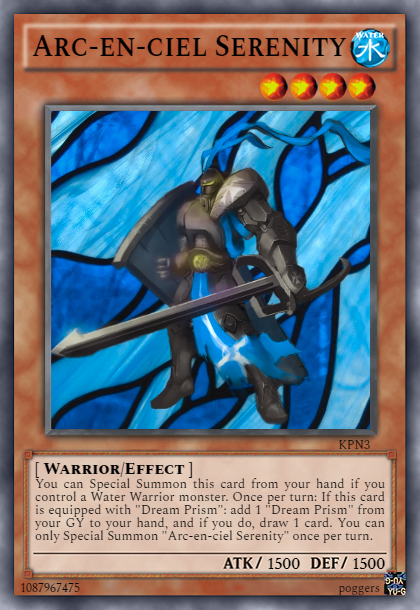 Arc-en-ciel Serenity
WATER
水
KPN3
[ Warrior/Effect ]
You can Special Summon this card from your hand if you
control a Water Warrior monster. Once per turn: If this card
is equipped with "Dream Prism": add 1 "Dream Prism" from
your GY to your hand, and if you do, draw 1 card. You can
only Special Summon "Arc-en-ciel Serenity" once per turn.
ATK/ 1500 DEF/ 1500
1087967475
poggers
YU-G